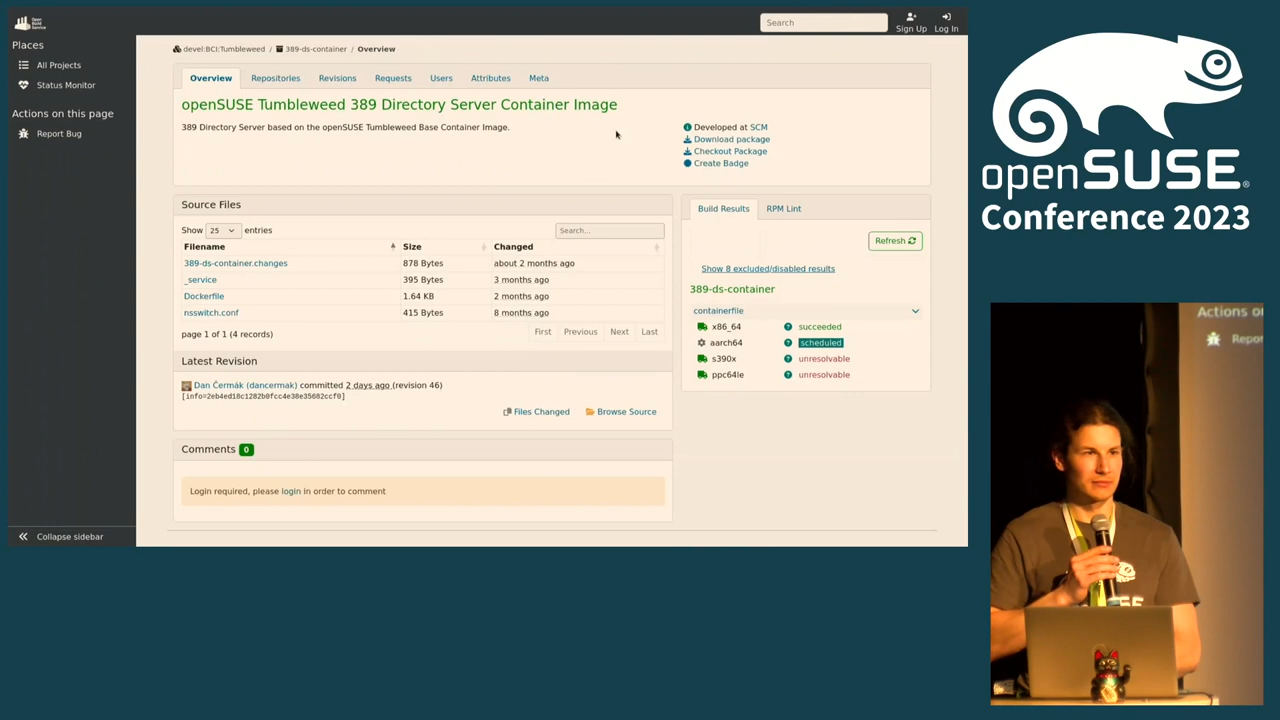 Open Build Service
Search
Sign Up
Log In
Places
All Projects
Status Monitor
Actions on this page
Report Bug
Collapse sidebar
devel:BCI:Tumbleweed / 389-ds-container / Overview
Overview Repositories Revisions Requests Users Attributes Meta
openSUSE Tumbleweed 389 Directory Server Container Image
389 Directory Server based on the openSUSE Tumbleweed Base Container Image.
Developed at SCM
Download package
Checkout Package
Create Badge
Source Files
Show 25 entries
Search...
Filename Size Changed
389-ds-container.changes 878 Bytes about 2 months ago
_service 395 Bytes 3 months ago
Dockerfile 1.64 KB 2 months ago
nsswitch.conf 415 Bytes 8 months ago
page 1 of 1 (4 records)
First Previous Next Last
Latest Revision
Dan Čermák (dancermak) committed 2 days ago (revision 46)
[info=2eb4ed18c1282b0fcc4e38e35682ccf0]
Files Changed Browse Source
Comments 0
Login required, please login in order to comment
Build Results RPM Lint
Refresh
Show 8 excluded/disabled results
389-ds-container
containerfile
x86_64 succeeded
aarch64 scheduled
s390x unresolvable
ppc64le unresolvable
openSUSE®
Conference 2023
Actions o
Repor